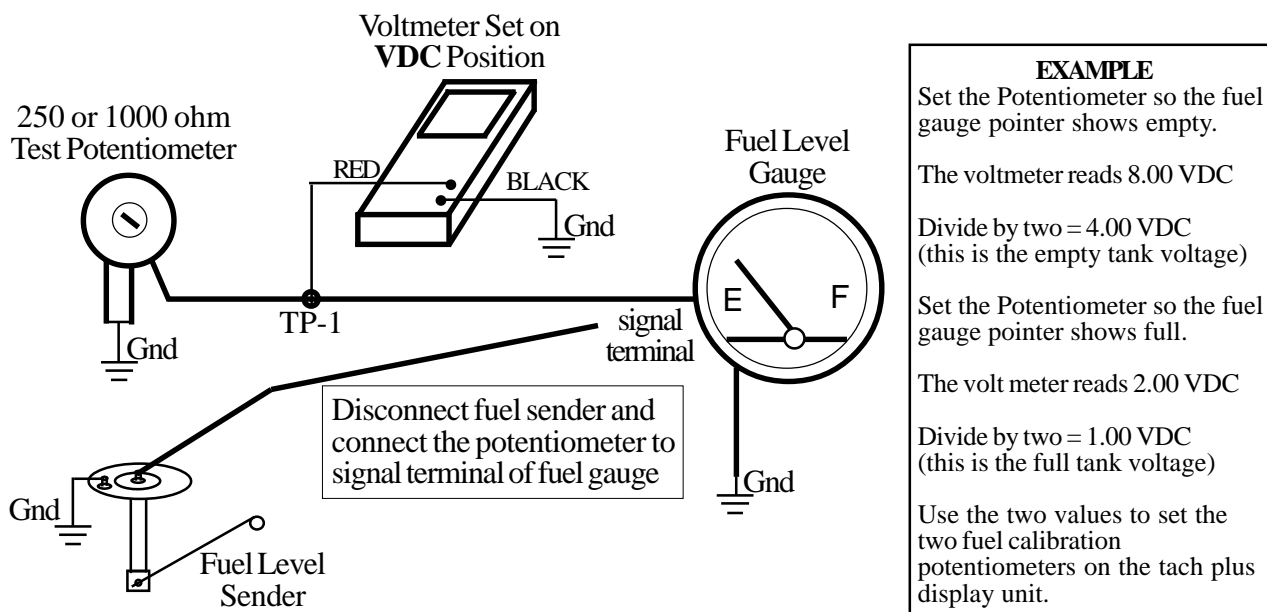 Voltmeter Set on
VDC Position
250 or 1000 ohm
Test Potentiometer
RED
BLACK
Gnd
Fuel Level
Gauge
E
F
TP-1
signal
terminal
Gnd
Disconnect fuel sender and
connect the potentiometer to
signal terminal of fuel gauge
Gnd
Gnd
Fuel Level
Sender
EXAMPLE
Set the Potentiometer so the fuel
gauge pointer shows empty.
The voltmeter reads 8.00 VDC
Divide by two = 4.00 VDC
(this is the empty tank voltage)
Set the Potentiometer so the fuel
gauge pointer shows full.
The volt meter reads 2.00 VDC
Divide by two = 1.00 VDC
(this is the full tank voltage)
Use the two values to set the
two fuel calibration
potentiometers on the tach plus
display unit.